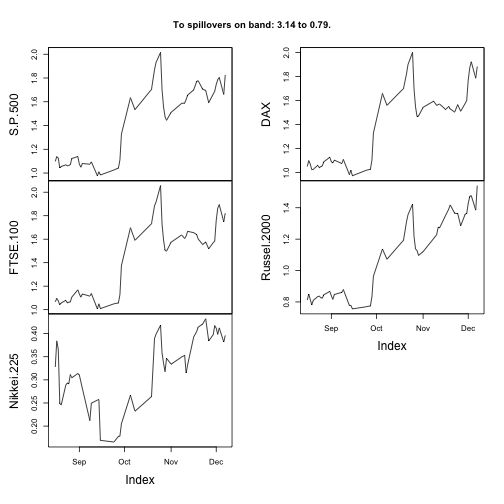 To spillovers on band: 3.14 to 0.79.
S.P.500
1.0 1.2 1.4 1.6 1.8 2.0
DAX
1.0 1.2 1.4 1.6 1.8 2.0
FTSE.100
1.0 1.2 1.4 1.6 1.8 2.0
Russel.2000
0.8 1.0 1.2 1.4
Nikkei.225
0.20 0.25 0.30 0.35 0.40
Sep Oct Nov Dec
Index
Sep Oct Nov Dec
Index